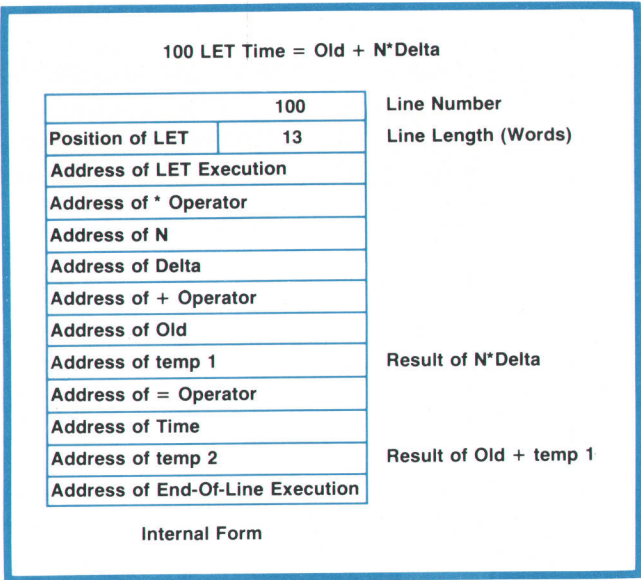 100 LET Time = Old + N*Delta
100 Line Number
Position of LET 13 Line Length (Words)
Address of LET Execution
Address of * Operator
Address of N
Address of Delta
Address of + Operator
Address of Old
Address of temp 1 Result of N*Delta
Address of = Operator
Address of Time
Address of temp 2 Result of Old + temp 1
Address of End-Of-Line Execution
Internal Form